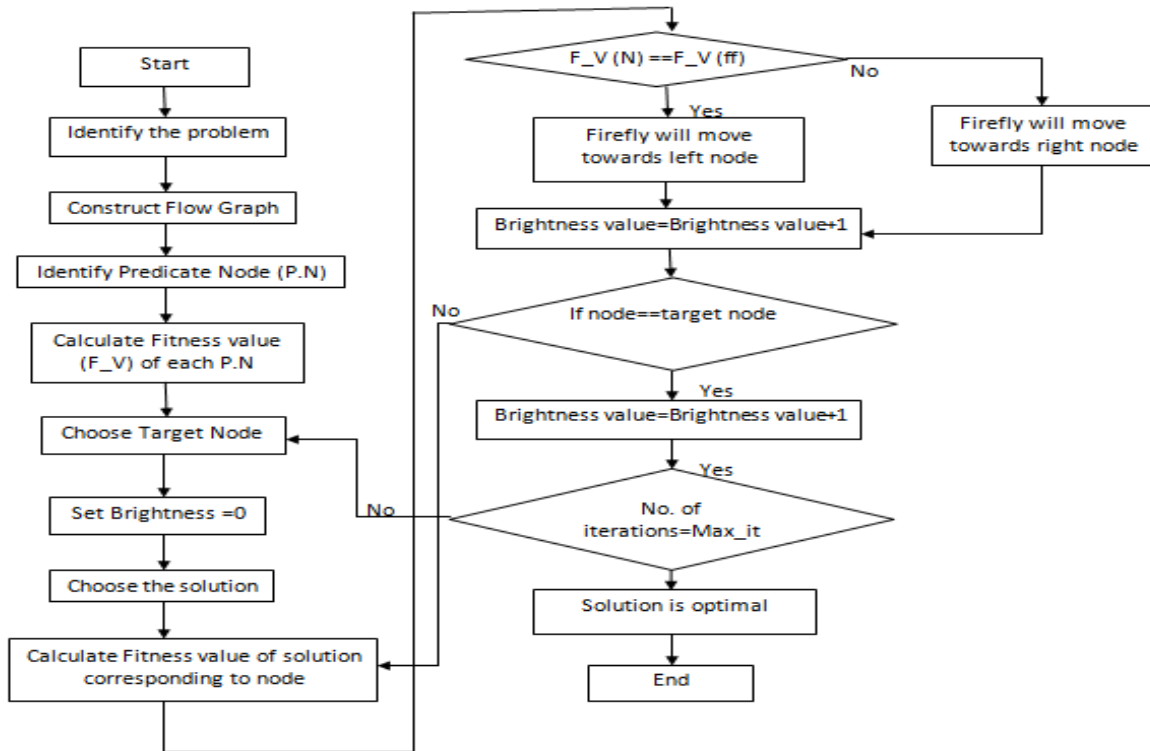 Start
Identify the problem
Construct Flow Graph
Identify Predicate Node (P.N)
Calculate Fitness value
(F_V) of each P.N
Choose Target Node
Set Brightness =0
Choose the solution
Calculate Fitness value of solution
corresponding to node
F_V (N) ==F_V (ff)
No
Yes
Firefly will move
towards left node
Firefly will move
towards right node
Brightness value=Brightness value+1
No
If node==target node
Yes
Brightness value=Brightness value+1
Yes
No
No. of
iterations=Max_it
Solution is optimal
End